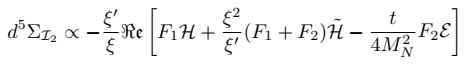 $d^5\Sigma_{\mathcal{I}_2} \propto -\frac{\xi'}{\xi} \mathfrak{Re} \left[ F_1 \mathcal{H} + \frac{\xi^2}{\xi'} (F_1 + F_2) \tilde{\mathcal{H}} - \frac{t}{4M_N^2} F_2 \mathcal{E} \right]$